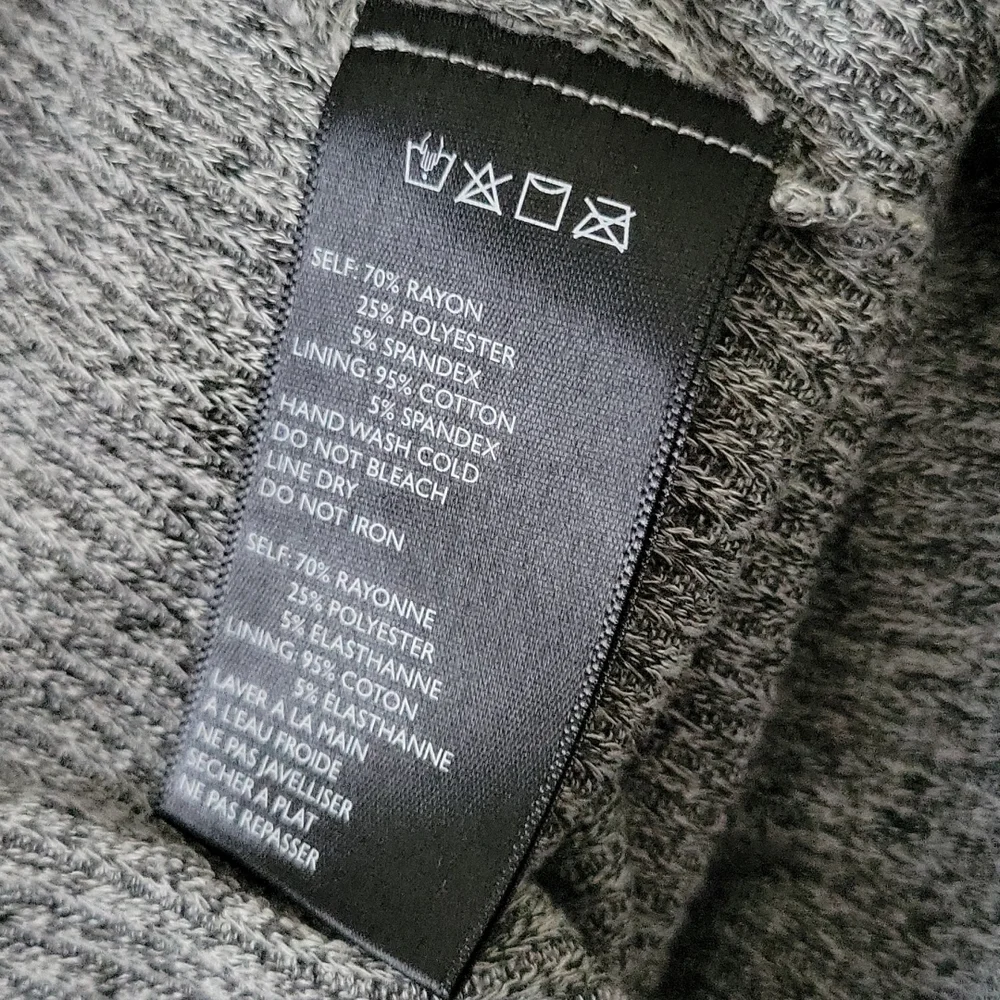 SELF: 70% RAYON
25% POLYESTER
5% SPANDEX
LINING: 95% COTTON
5% SPANDEX
HAND WASH COLD
DO NOT BLEACH
LINE DRY
DO NOT IRON
SELF: 70% RAYONNE
25% POLYESTER
5% ELASTHANNE
LINING: 95% COTON
5% ELASTHANNE
LAVER A LA MAIN
A L'EAU FROIDE
NE PAS JAVELLISER
SECHER A PLAT
NE PAS REPASSER